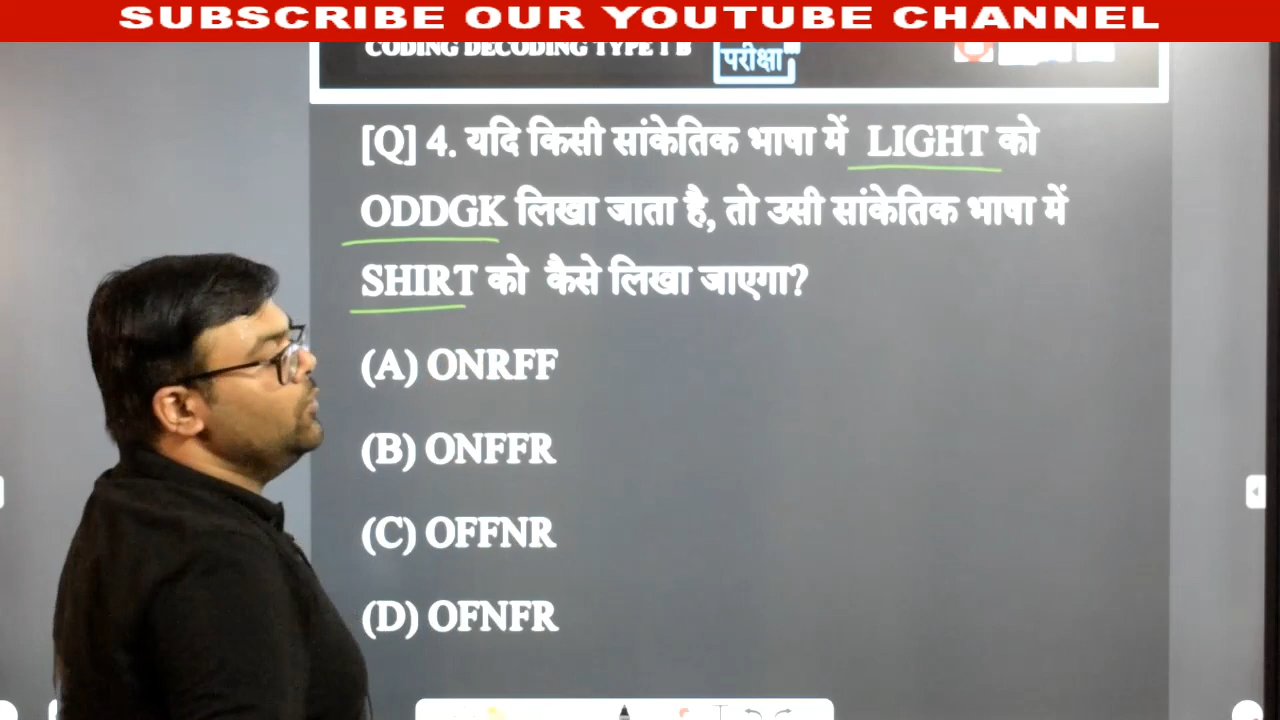 SUBSCRIBE OUR YOUTUBE CHANNEL
CODING DECODING TYPE 1 B
परीक्षा
[Q] 4. यदि किसी सांकेतिक भाषा में LIGHT को
ODDGK लिखा जाता है, तो उसी सांकेतिक भाषा में
SHIRT को कैसे लिखा जाएगा?
(A) ONRFF
(B) ONFFR
(C) OFFNR
(D) OFNFR